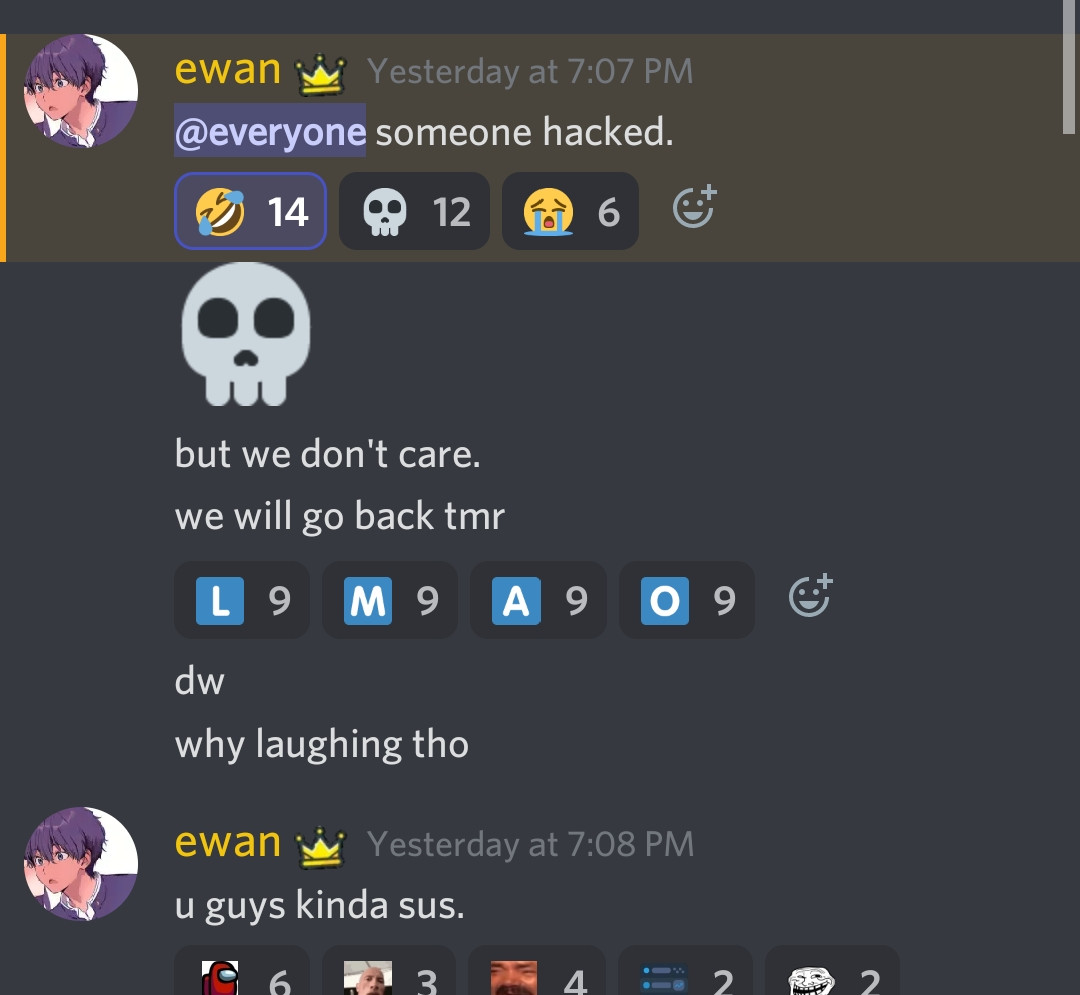 ewan Yesterday at 7:07 PM
@everyone someone hacked.
14 12 6
but we don't care.
we will go back tmr
L 9 M 9 A 9 O 9
dw
why laughing tho
ewan Yesterday at 7:08 PM
u guys kinda sus.
6 3 4 2 2